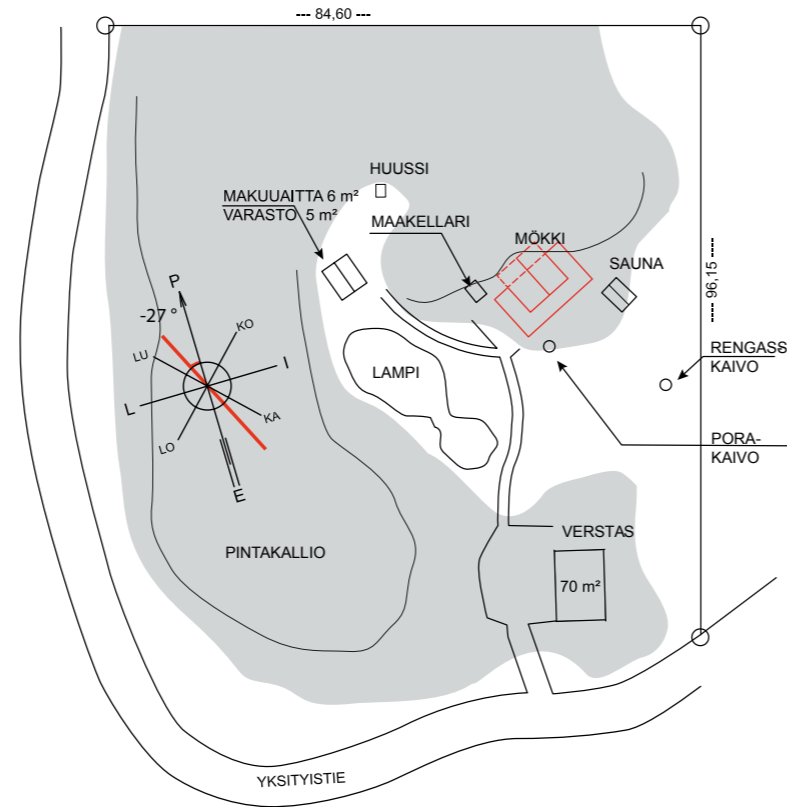 --- 84,60 ---
HUUSSI
MAKUUAITTA 6 m²
VARASTO 5 m²
MAAKELLARI
MÖKKI
SAUNA
---- 96,15 ----
P
-27 °
KO
LU
I
L
KA
LO
E
LAMPI
RENGASS
KAIVO
PORA-
KAIVO
PINTAKALLIO
VERSTAS
70 m²
YKSITYISTIE